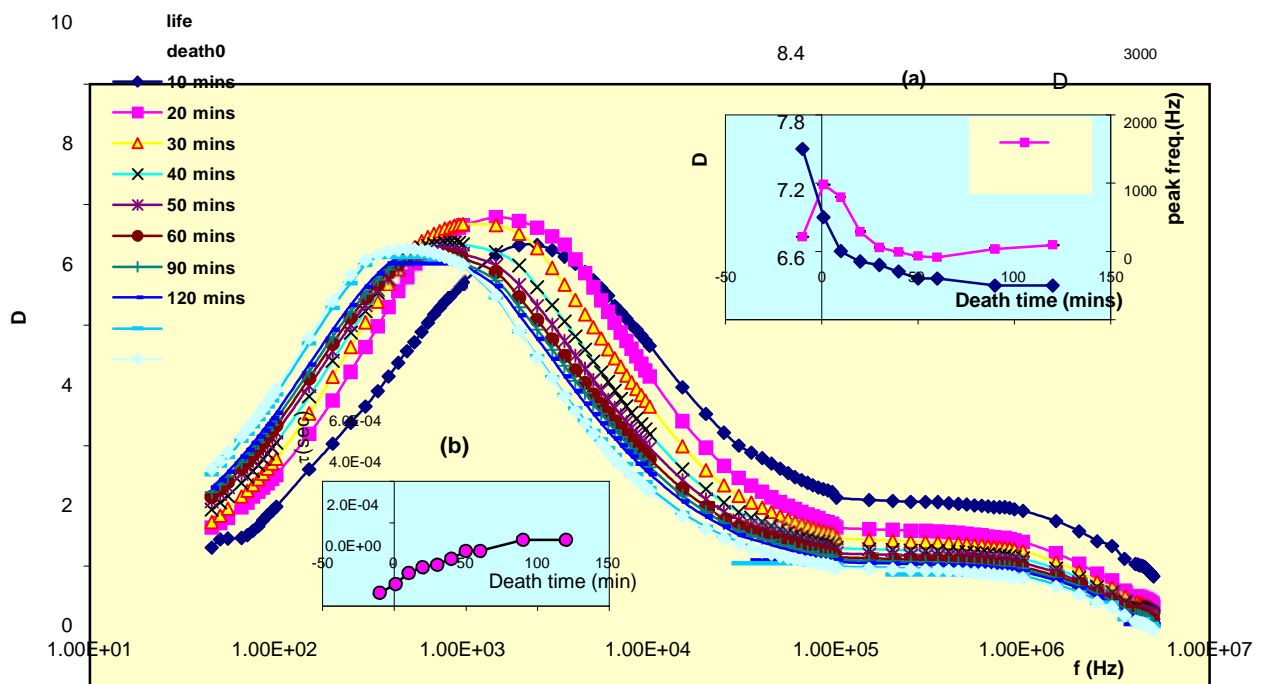 10
life
death0
10 mins
20 mins
30 mins
40 mins
50 mins
60 mins
90 mins
120 mins
8
6
4
2
0
D
1.00E+01
1.00E+02
1.00E+03
1.00E+04
1.00E+05
1.00E+06
1.00E+07
f (Hz)
8.4
3000
(a)
D
7.8
7.2
6.6
D
2000
1000
0
peak freq.(Hz)
-50
0
50
100
150
Death time (mins)
6.0E-04
4.0E-04
2.0E-04
0.0E+00
τ(sec)
(b)
-50
0
50
100
150
Death time (min)